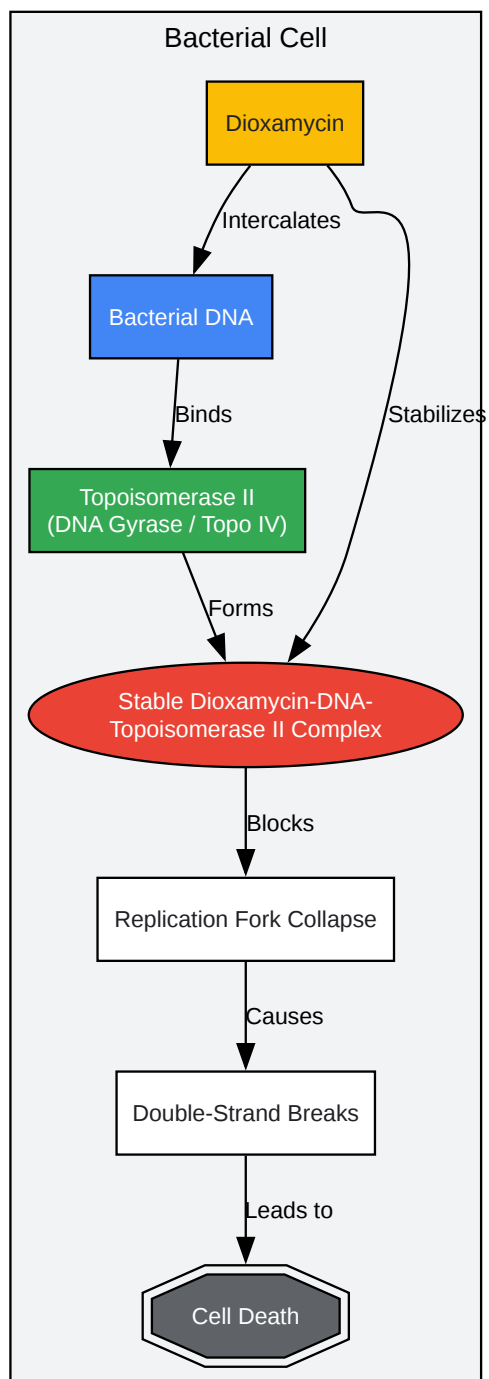 Bacterial Cell
Dioxamycin
Intercalates
Bacterial DNA
Binds
Stabilizes
Topoisomerase II
(DNA Gyrase / Topo IV)
Forms
Stable Dioxamycin-DNA-
Topoisomerase II Complex
Blocks
Replication Fork Collapse
Causes
Double-Strand Breaks
Leads to
Cell Death